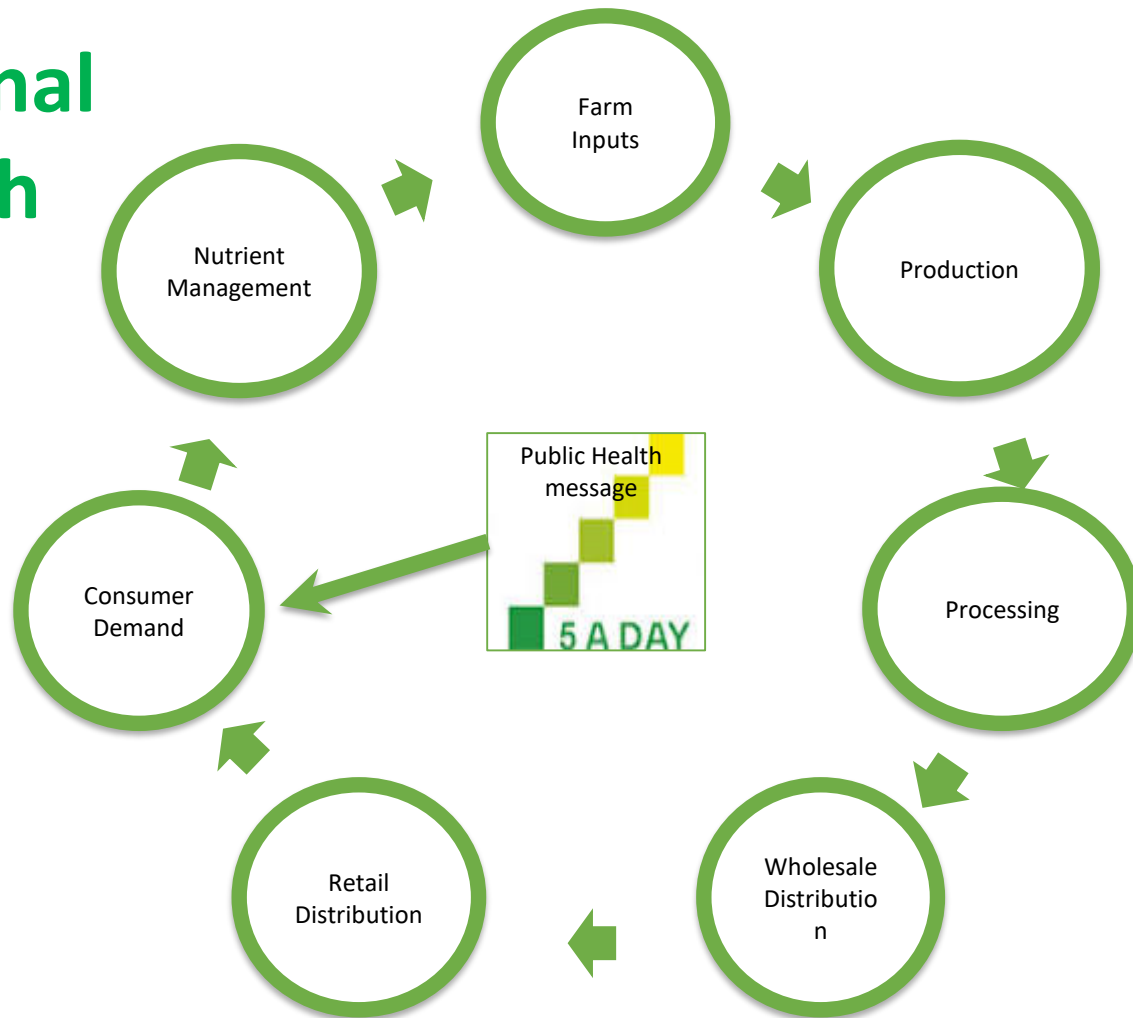 nal
h
Farm
Inputs
Nutrient
Management
Production
Public Health
message
5 A DAY
Consumer
Demand
Processing
Retail
Distribution
Wholesale
Distributio
n